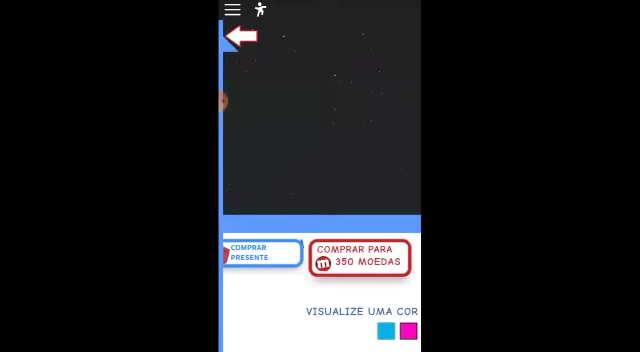 COMPRAR
PRESENTE
COMPRAR PARA
m 350 MOEDAS
VISUALIZE UMA COR